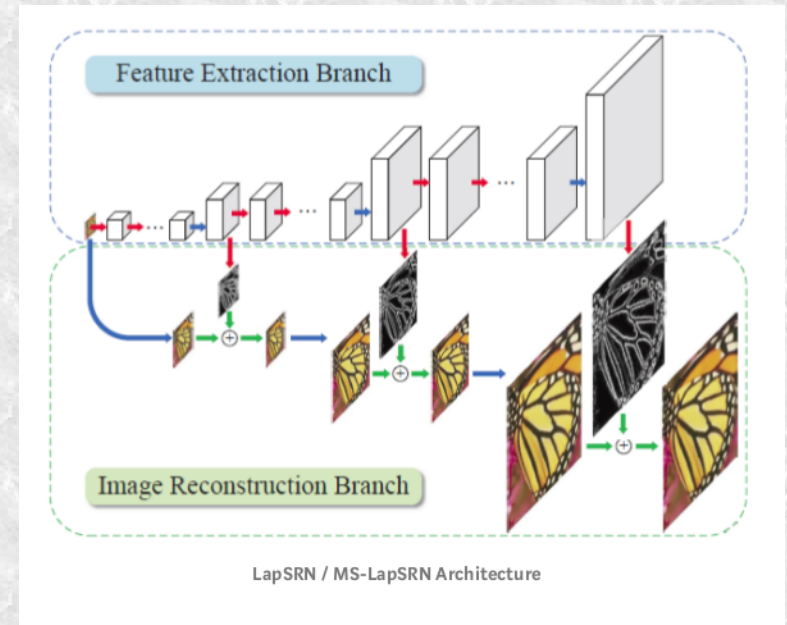 Feature Extraction Branch
...
...
...
Image Reconstruction Branch
LapSRN / MS-LapSRN Architecture